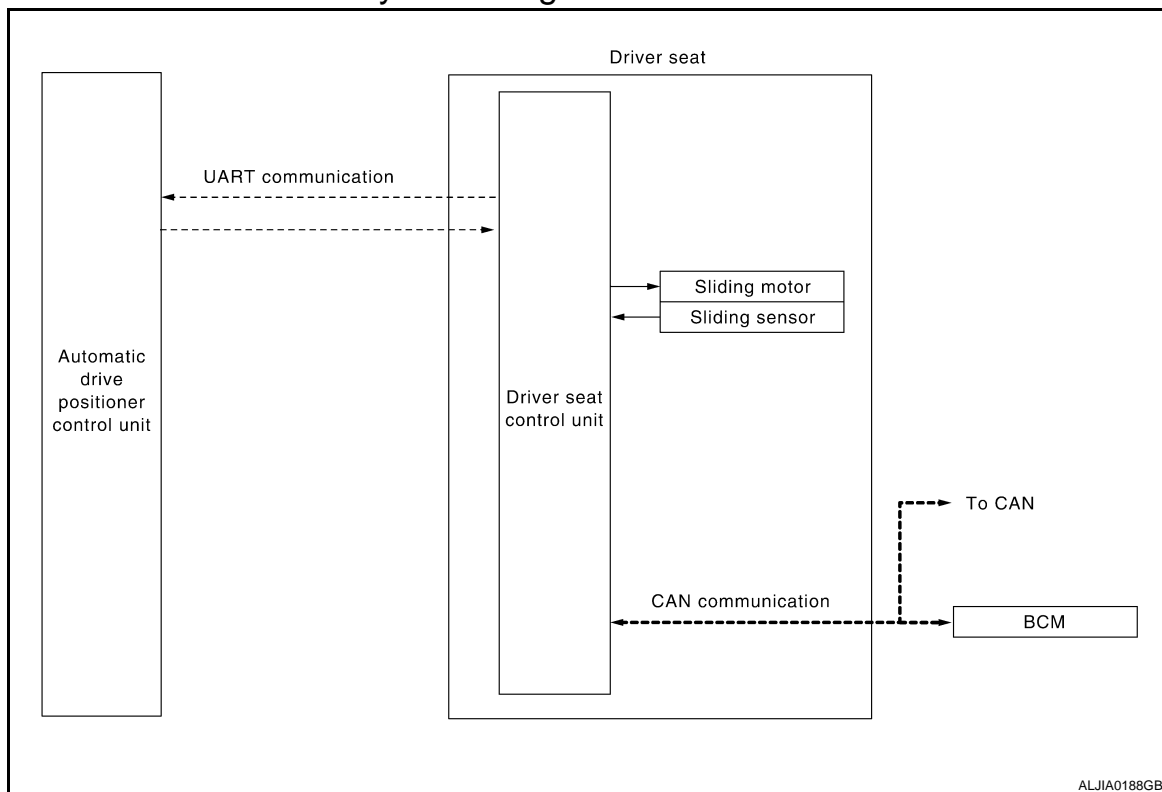 Driver seat
UART communication
Sliding motor
Sliding sensor
Automatic
drive
positioner
control unit
Driver seat
control unit
To CAN
CAN communication
BCM
ALJIA0188GB